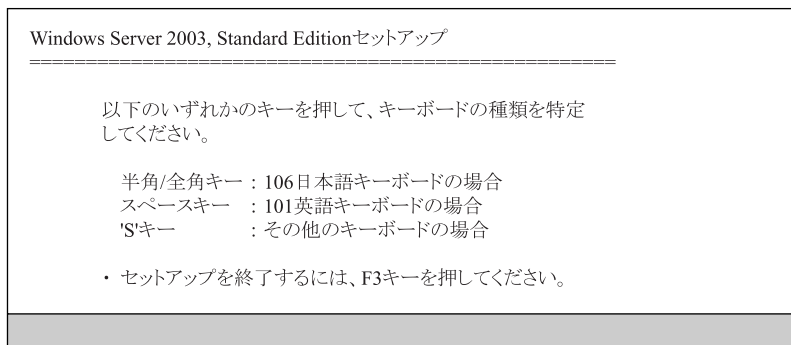 Windows Server 2003, Standard Editionセットアップ
====================================================
以下のいずれかのキーを押して、キーボードの種類を特定
してください。
半角/全角キー : 106日本語キーボードの場合
スペースキー : 101英語キーボードの場合
'S'キー : その他のキーボードの場合
・ セットアップを終了するには、F3キーを押してください。